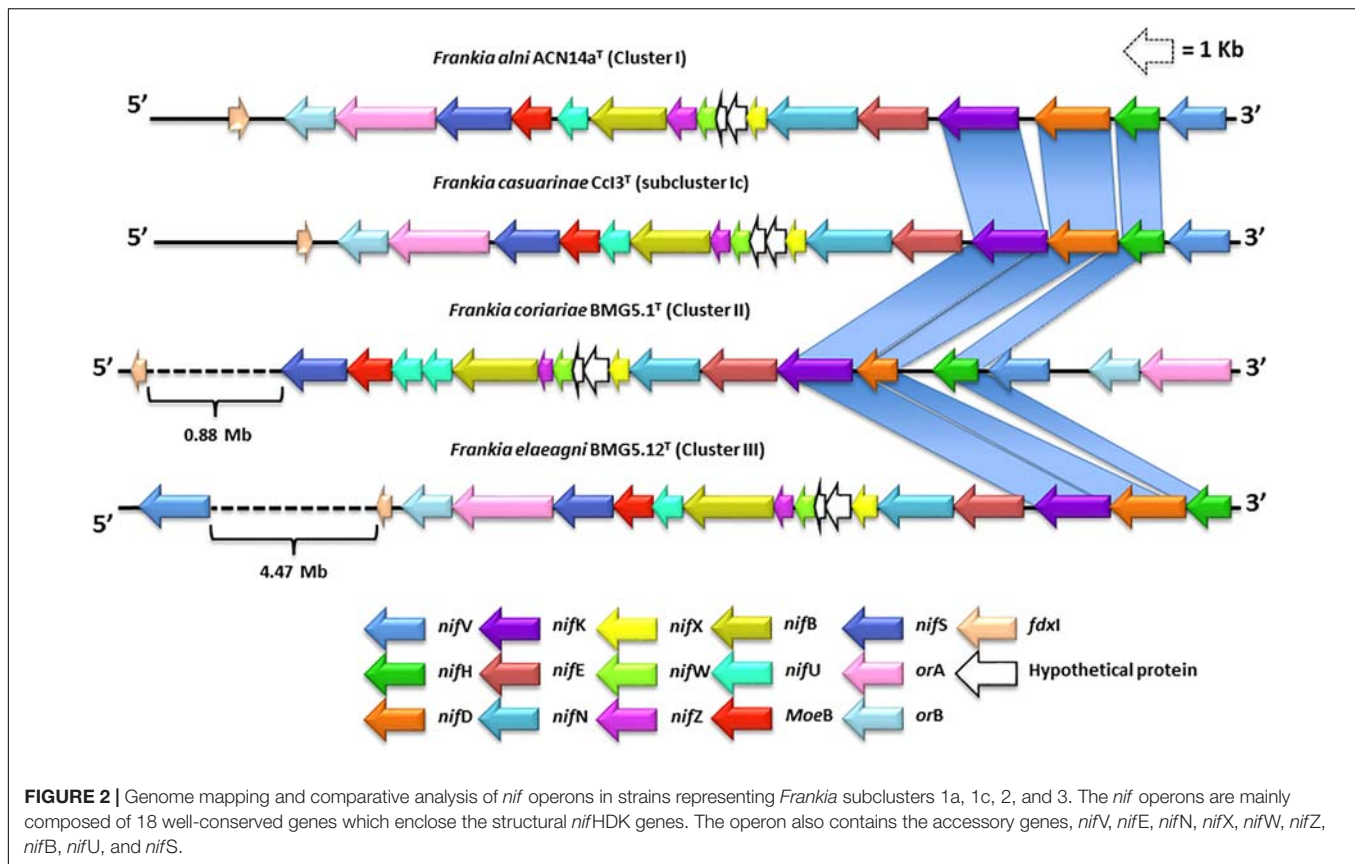 Frankia alni ACN14aᵀ (Cluster I)
= 1 Kb
5’
3’
Frankia casuarinae CcI3ᵀ (subcluster Ic)
5’
3’
Frankia coriariae BMG5.1ᵀ (Cluster II)
5’
3’
0.88 Mb
Frankia elaeagni BMG5.12ᵀ (Cluster III)
5’
3’
4.47 Mb
nifV nifK nifX nifB nifS fdxI
nifH nifE nifW nifU orA Hypothetical protein
nifD nifN nifZ MoeB orB
FIGURE 2 | Genome mapping and comparative analysis of nif operons in strains representing Frankia subclusters 1a, 1c, 2, and 3. The nif operons are mainly
composed of 18 well-conserved genes which enclose the structural nifHDK genes. The operon also contains the accessory genes, nifV, nifE, nifN, nifX, nifW, nifZ,
nifB, nifU, and nifS.